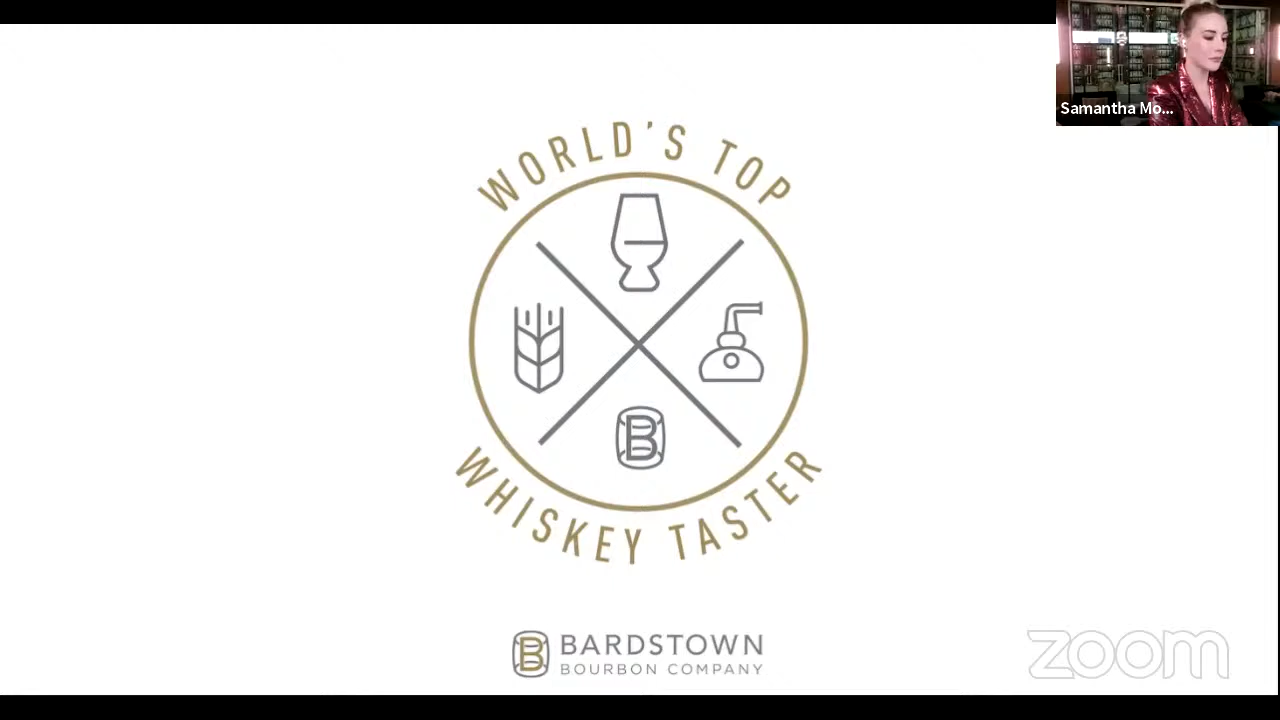 Samantha Mo...
WORLD'S TOP
B
WHISKEY TASTER
B BARDSTOWN
BOURBON COMPANY
zoom